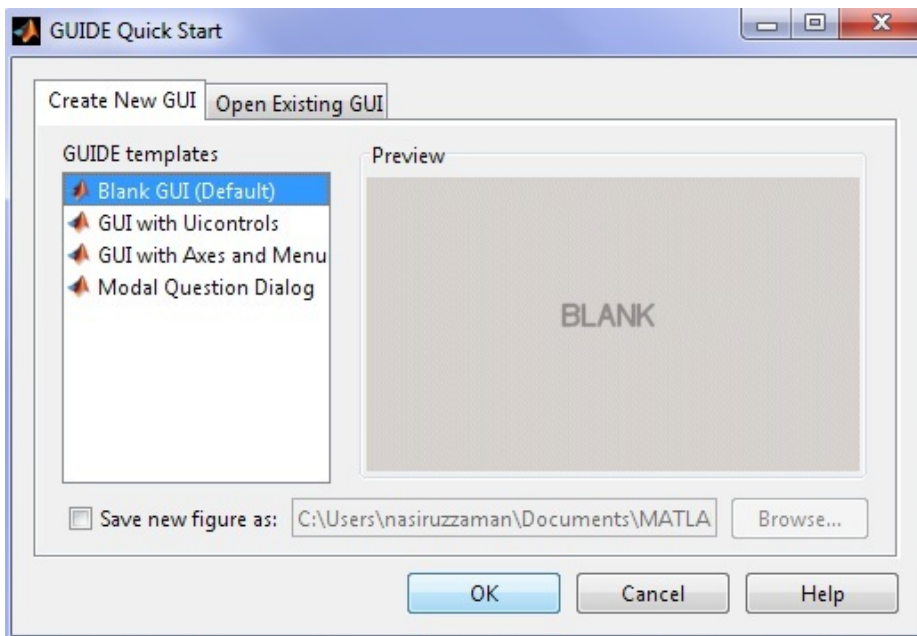 GUIDE Quick Start
Create New GUI
Open Existing GUI
GUIDE templates
Blank GUI (Default)
GUI with Uicontrols
GUI with Axes and Menu
Modal Question Dialog
Preview
BLANK
Save new figure as:
C:\Users\nasiruzzaman\Documents\MATLA
Browse...
OK
Cancel
Help